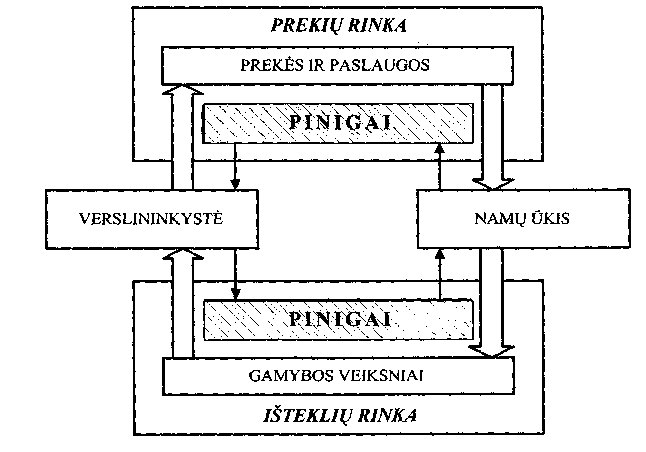 PREKIŲ RINKA
PREKĖS IR PASLAUGOS
PINIGAI
VERSLININKYSTĖ
NAMŲ ŪKIS
PINIGAI
GAMYBOS VEIKSNIAI
IŠTEKLIŲ RINKA